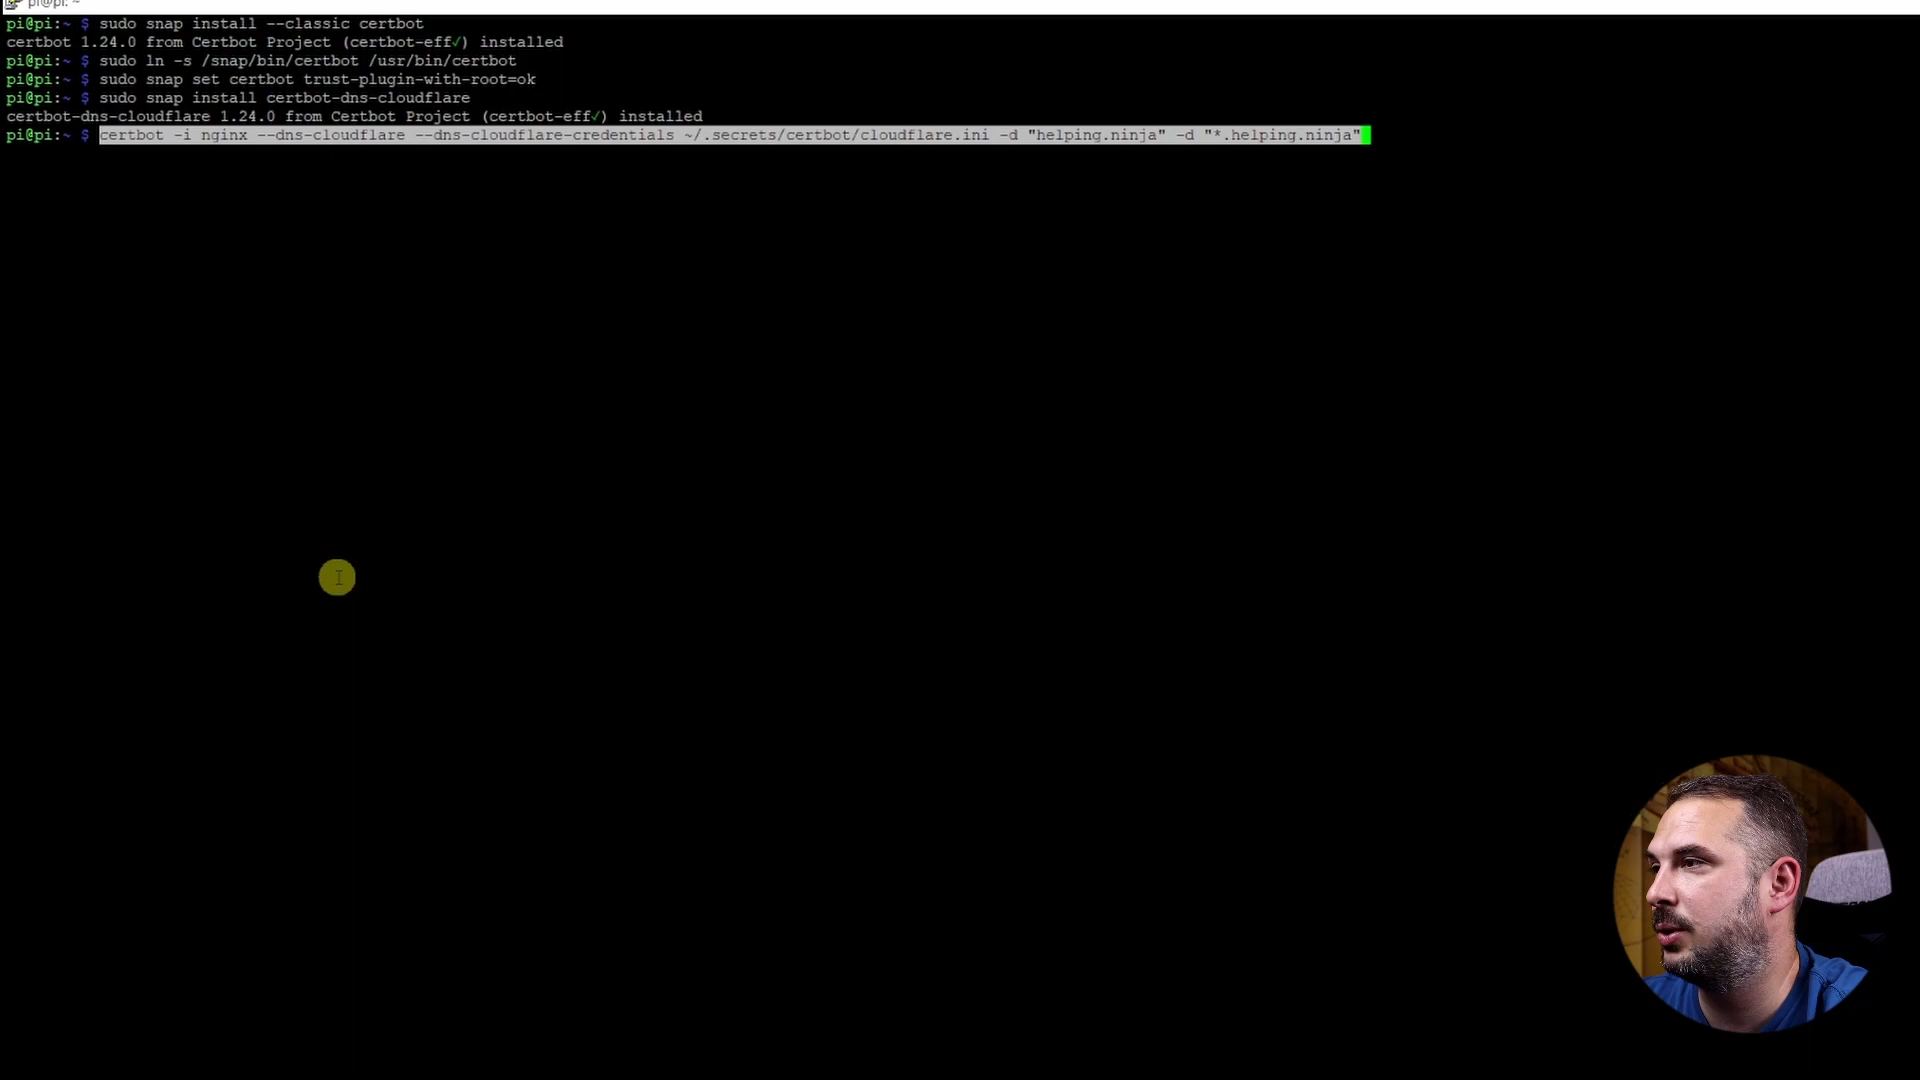 pi@pi: ~
pi@pi:~ $ sudo snap install --classic certbot
certbot 1.24.0 from Certbot Project (certbot-eff✓) installed
pi@pi:~ $ sudo ln -s /snap/bin/certbot /usr/bin/certbot
pi@pi:~ $ sudo snap set certbot trust-plugin-with-root=ok
pi@pi:~ $ sudo snap install certbot-dns-cloudflare
certbot-dns-cloudflare 1.24.0 from Certbot Project (certbot-eff✓) installed
pi@pi:~ $ certbot -i nginx --dns-cloudflare --dns-cloudflare-credentials ~/.secrets/certbot/cloudflare.ini -d "helping.ninja" -d "*.helping.ninja"